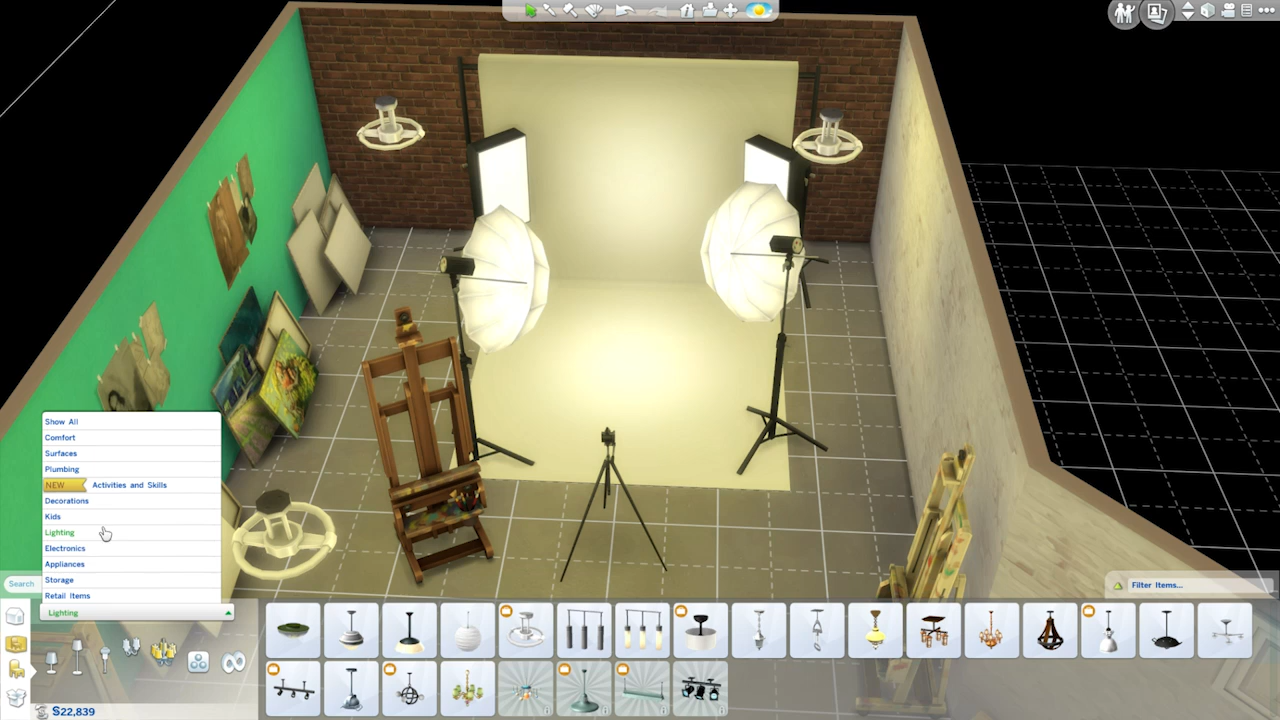 Show All
Comfort
Surfaces
Plumbing
NEW Activities and Skills
Decorations
Kids
Lighting
Electronics
Appliances
Search
Storage
Filter Items...
Retail Items
Lighting
§22,839